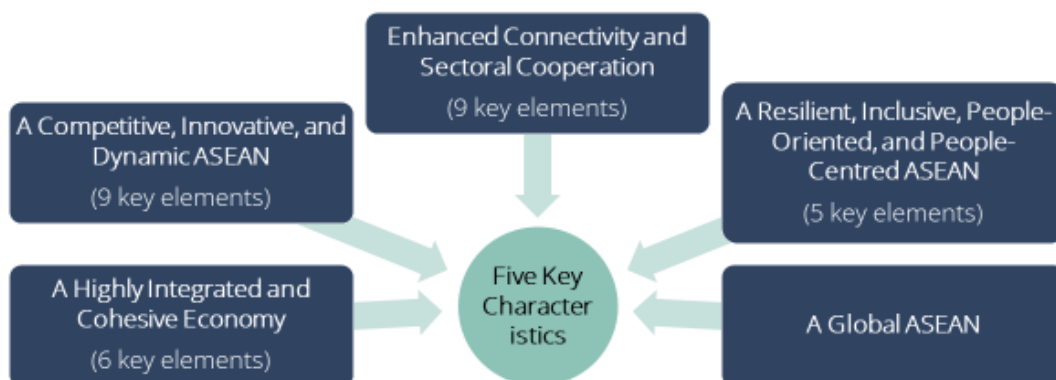 Enhanced Connectivity and
Sectoral Cooperation
(9 key elements)
A Competitive, Innovative, and
Dynamic ASEAN
(9 key elements)
A Resilient, Inclusive, People-
Oriented, and People-
Centred ASEAN
(5 key elements)
A Highly Integrated and
Cohesive Economy
(6 key elements)
Five Key
Character
istics
A Global ASEAN